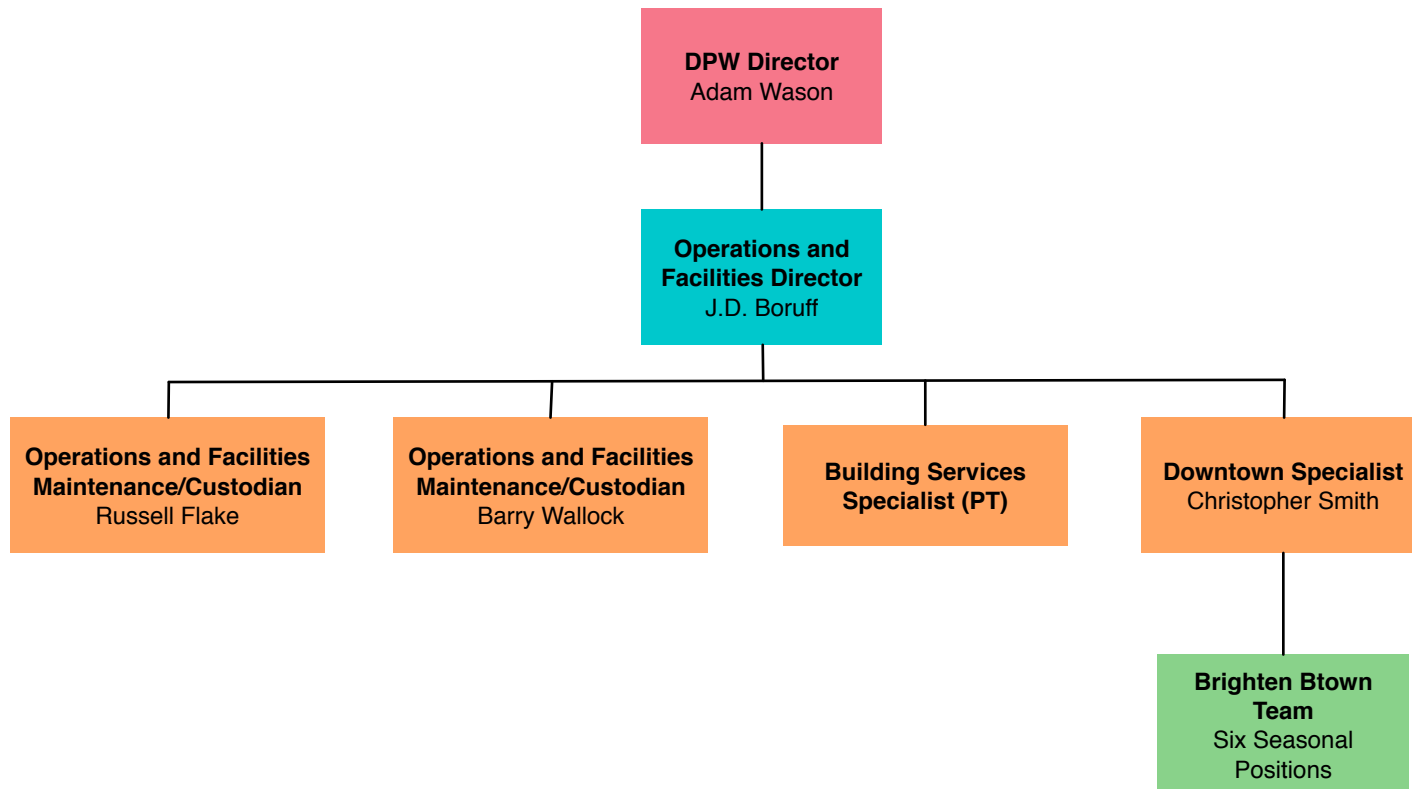 DPW Director
Adam Wason
Operations and
Facilities Director
J.D. Boruff
Operations and Facilities
Maintenance/Custodian
Russell Flake
Operations and Facilities
Maintenance/Custodian
Barry Wallock
Building Services
Specialist (PT)
Downtown Specialist
Christopher Smith
Brighten Btown
Team
Six Seasonal
Positions